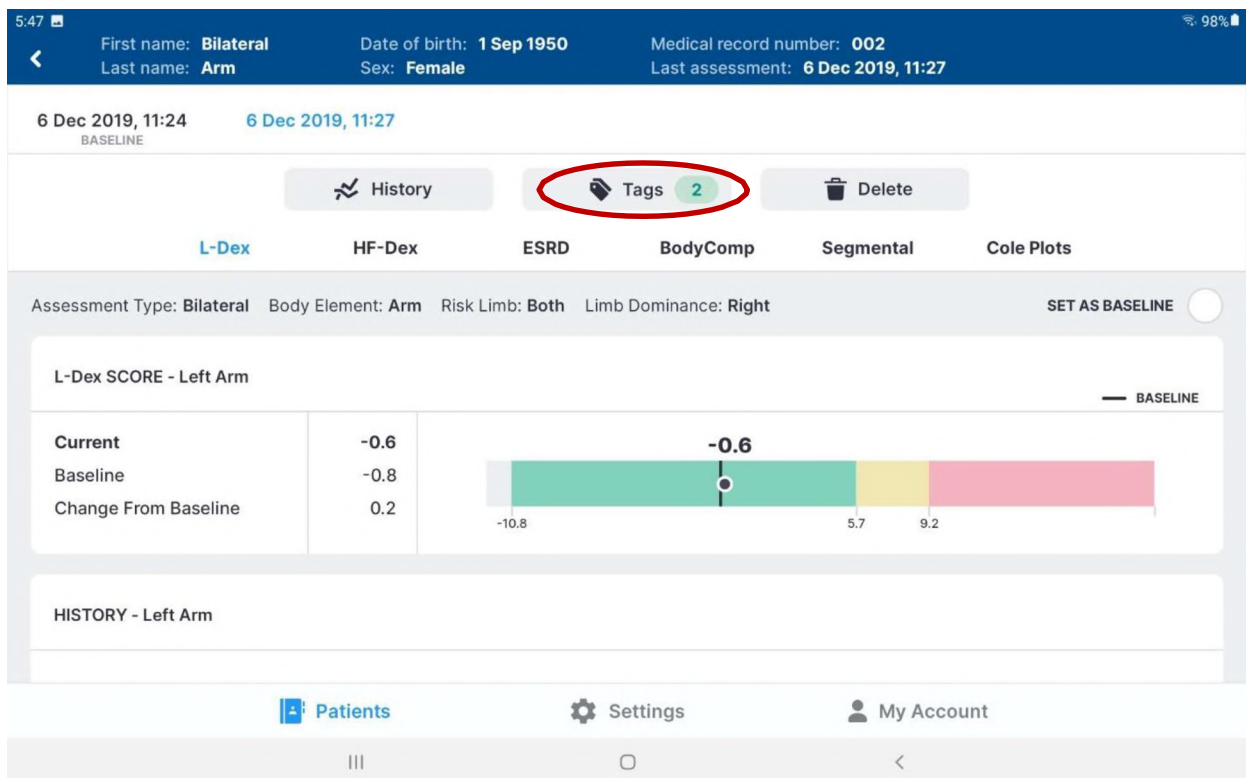 5:47 98%
First name: Bilateral Date of birth: 1 Sep 1950 Medical record number: 002
Last name: Arm Sex: Female Last assessment: 6 Dec 2019, 11:27
6 Dec 2019, 11:24 6 Dec 2019, 11:27
BASELINE
History Tags 2 Delete
L-Dex HF-Dex ESRD BodyComp Segmental Cole Plots
Assessment Type: Bilateral Body Element: Arm Risk Limb: Both Limb Dominance: Right SET AS BASELINE
L-Dex SCORE - Left Arm
BASELINE
Current -0.6 -0.6
Baseline -0.8
Change From Baseline 0.2
-10.8 5.7 9.2
HISTORY - Left Arm
Patients Settings My Account